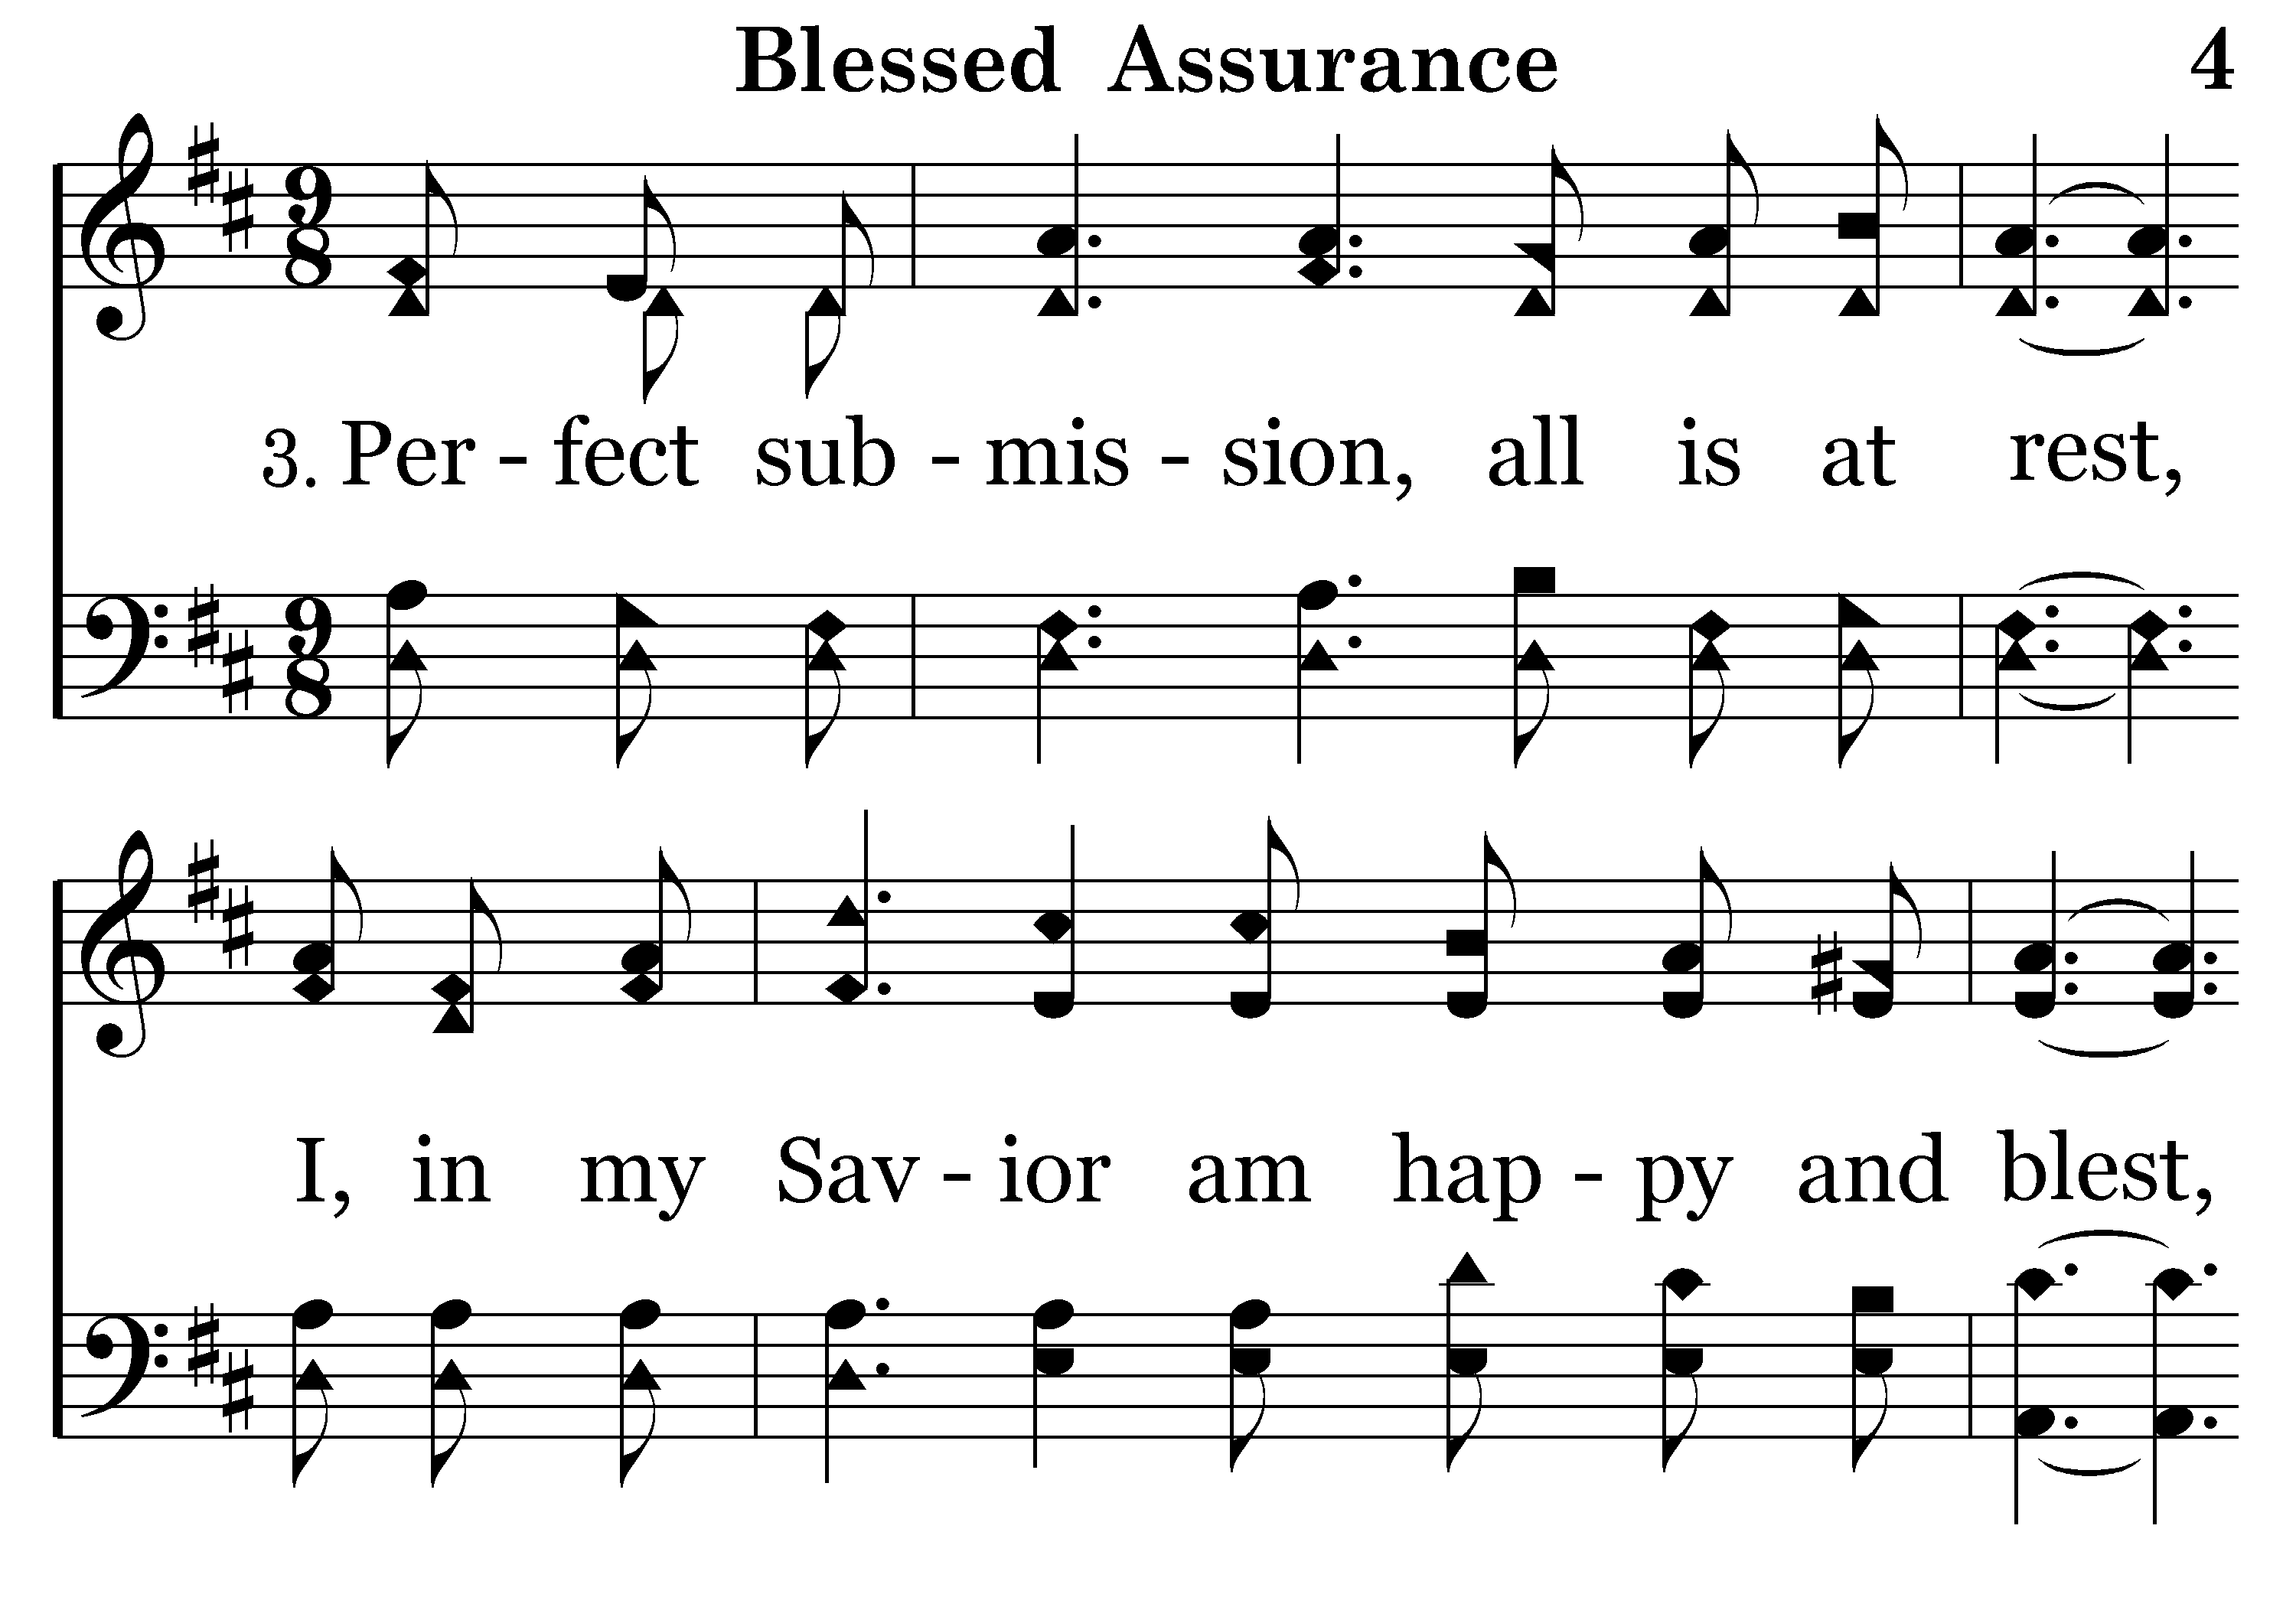 Blessed Assurance 4
9 8
3. Per - fect sub - mis - sion, all is at rest,
9 8
I, in my Sav - ior am hap - py and blest,